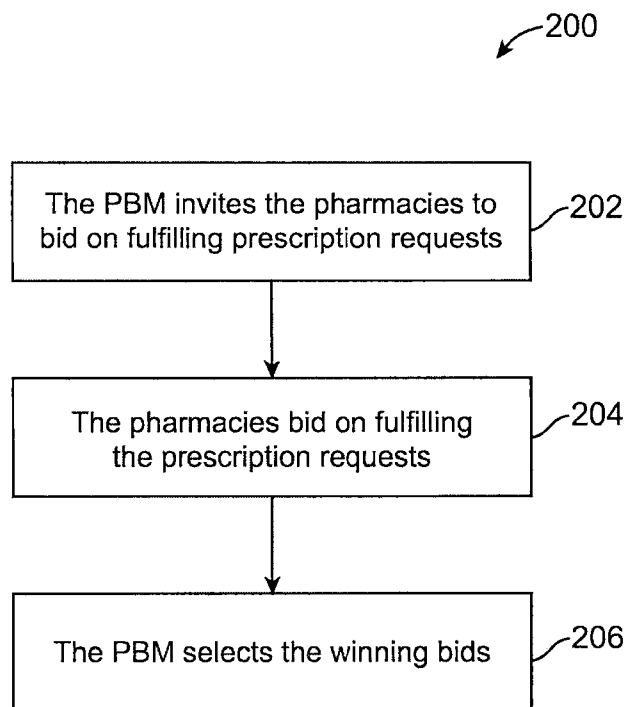 200
The PBM invites the pharmacies to
bid on fulfilling prescription requests
202
The pharmacies bid on fulfilling
the prescription requests
204
The PBM selects the winning bids
206